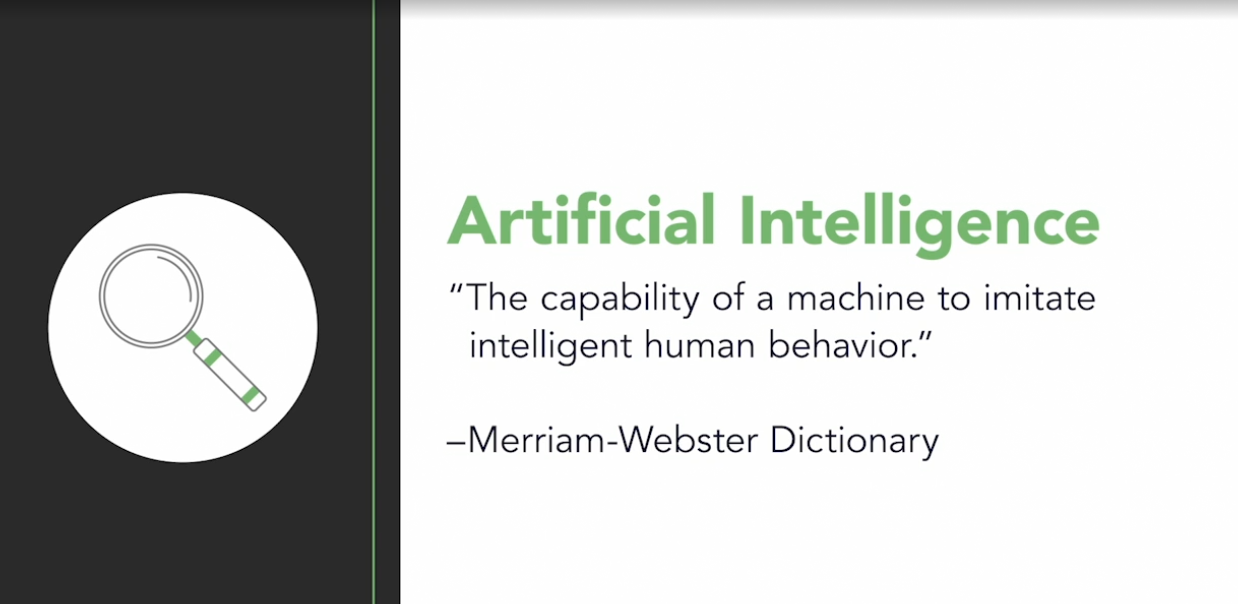 Artificial Intelligence
“The capability of a machine to imitate
intelligent human behavior.”
–Merriam-Webster Dictionary